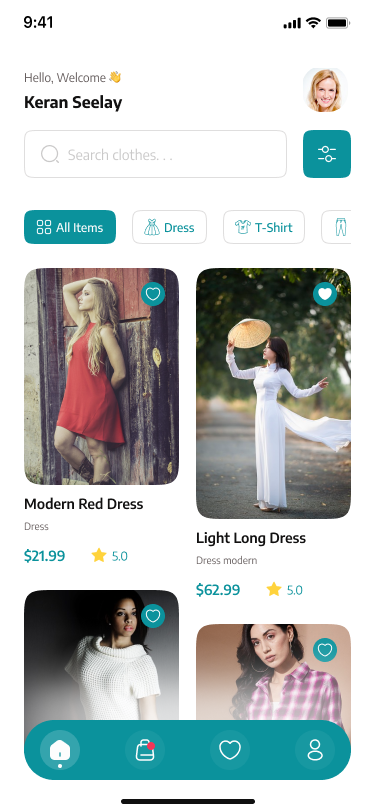 9:41
Hello, Welcome 👋
Keran Seelay
Search clothes. . .
All Items
Dress
T-Shirt
Modern Red Dress
Dress
$21.99
5.0
Light Long Dress
Dress modern
$62.99
5.0